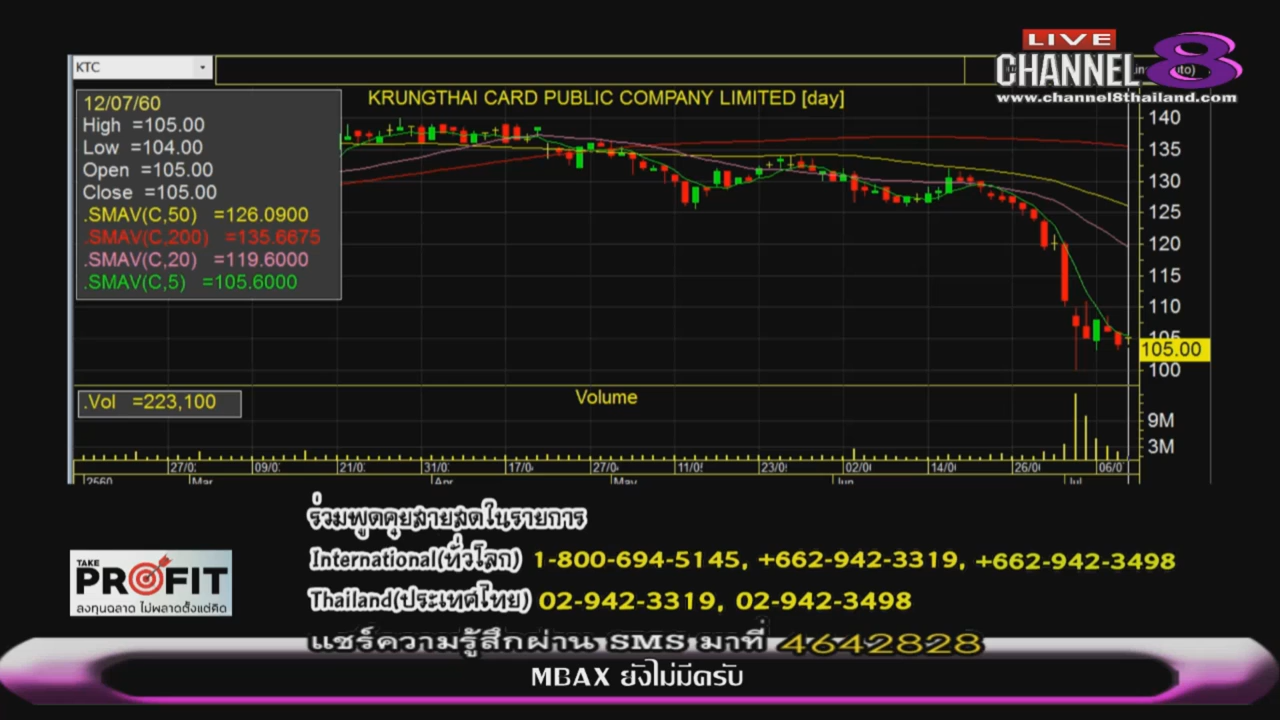 LIVE
CHANNEL 8
www.channel8thailand.com
KTC
KRUNGTHAI CARD PUBLIC COMPANY LIMITED [day]
12/07/60
High =105.00
Low =104.00
Open =105.00
Close =105.00
.SMAV(C,50) =126.0900
.SMAV(C,200) =135.6675
.SMAV(C,20) =119.6000
.SMAV(C,5) =105.6000
140
135
130
125
120
115
110
105
105.00
100
.Vol =223,100
Volume
9M
3M
27/0
09/0
21/0
31/0
17/0
27/0
11/0
23/0
02/0
14/0
26/0
06/0
2560
Mar
Apr
May
Jun
Jul
ร่วมพูดคุยสายสดในรายการ
International(ทั่วโลก) 1-800-694-5145, +662-942-3319, +662-942-3498
Thailand(ประเทศไทย) 02-942-3319, 02-942-3498
TAKE
PROFIT
ลงทุนฉลาด ไม่พลาดตั้งแต่คิด
แชร์ความรู้สึกผ่าน SMS มาที่ 4642828
MBAX ยังไม่มีครับ